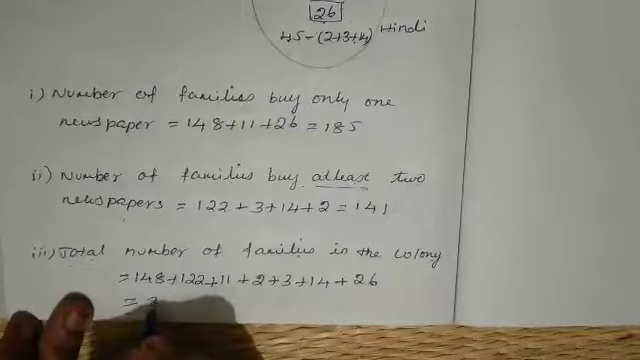 26
45-(2+3+14) Hindi
i) Number of families buy only one
newspaper = 148+11+26 = 185
ii) Number of families buy atleast two
newspapers = 122 + 3 + 14 + 2 = 141
iii) Total number of families in the colony
= 148+122+11 + 2 + 3 + 14 + 26
= 3